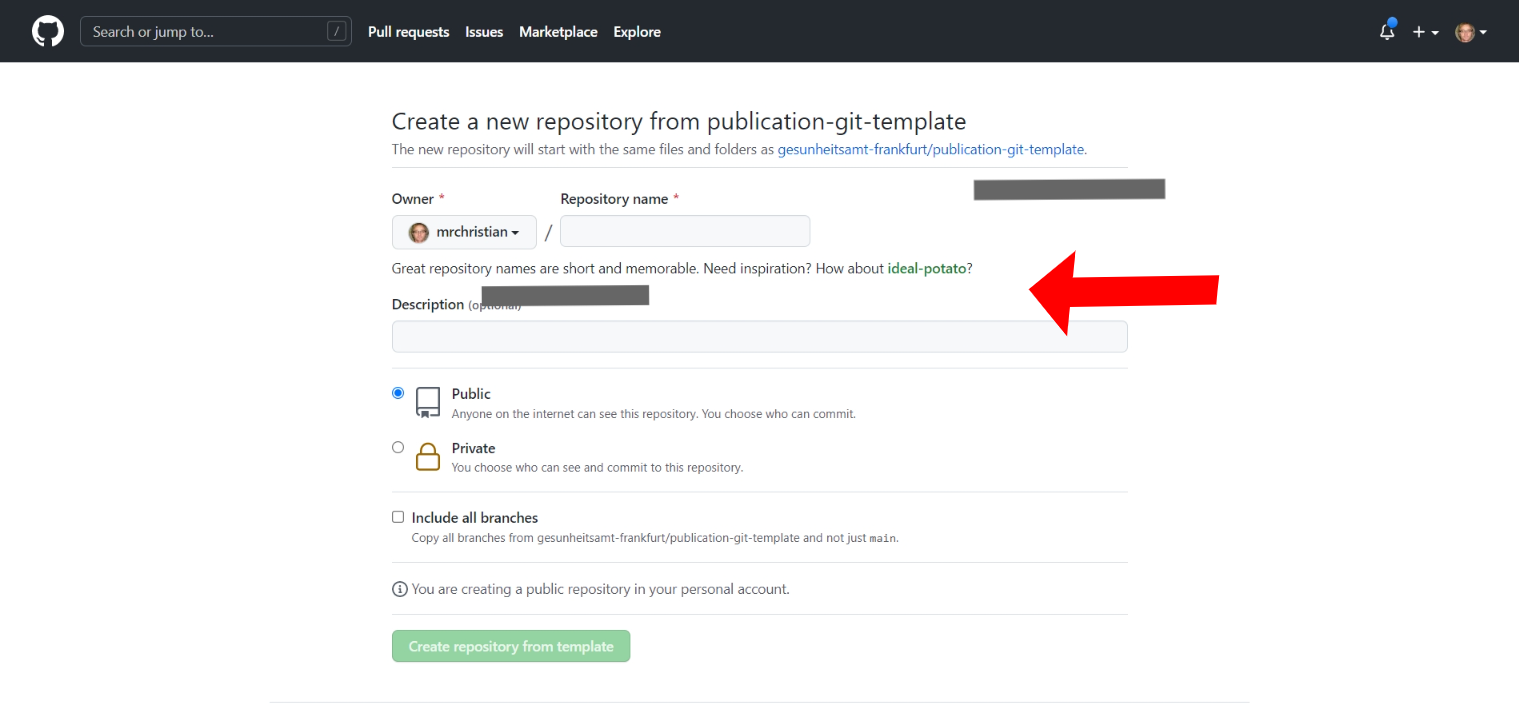 Search or jump to... /
Pull requests Issues Marketplace Explore
Create a new repository from publication-git-template
The new repository will start with the same files and folders as gesunheitsamt-frankfurt/publication-git-template.
Owner * Repository name *
mrchristian /
Great repository names are short and memorable. Need inspiration? How about ideal-potato?
Description (optional)
Public
Anyone on the internet can see this repository. You choose who can commit.
Private
You choose who can see and commit to this repository.
Include all branches
Copy all branches from gesunheitsamt-frankfurt/publication-git-template and not just main.
You are creating a public repository in your personal account.
Create repository from template